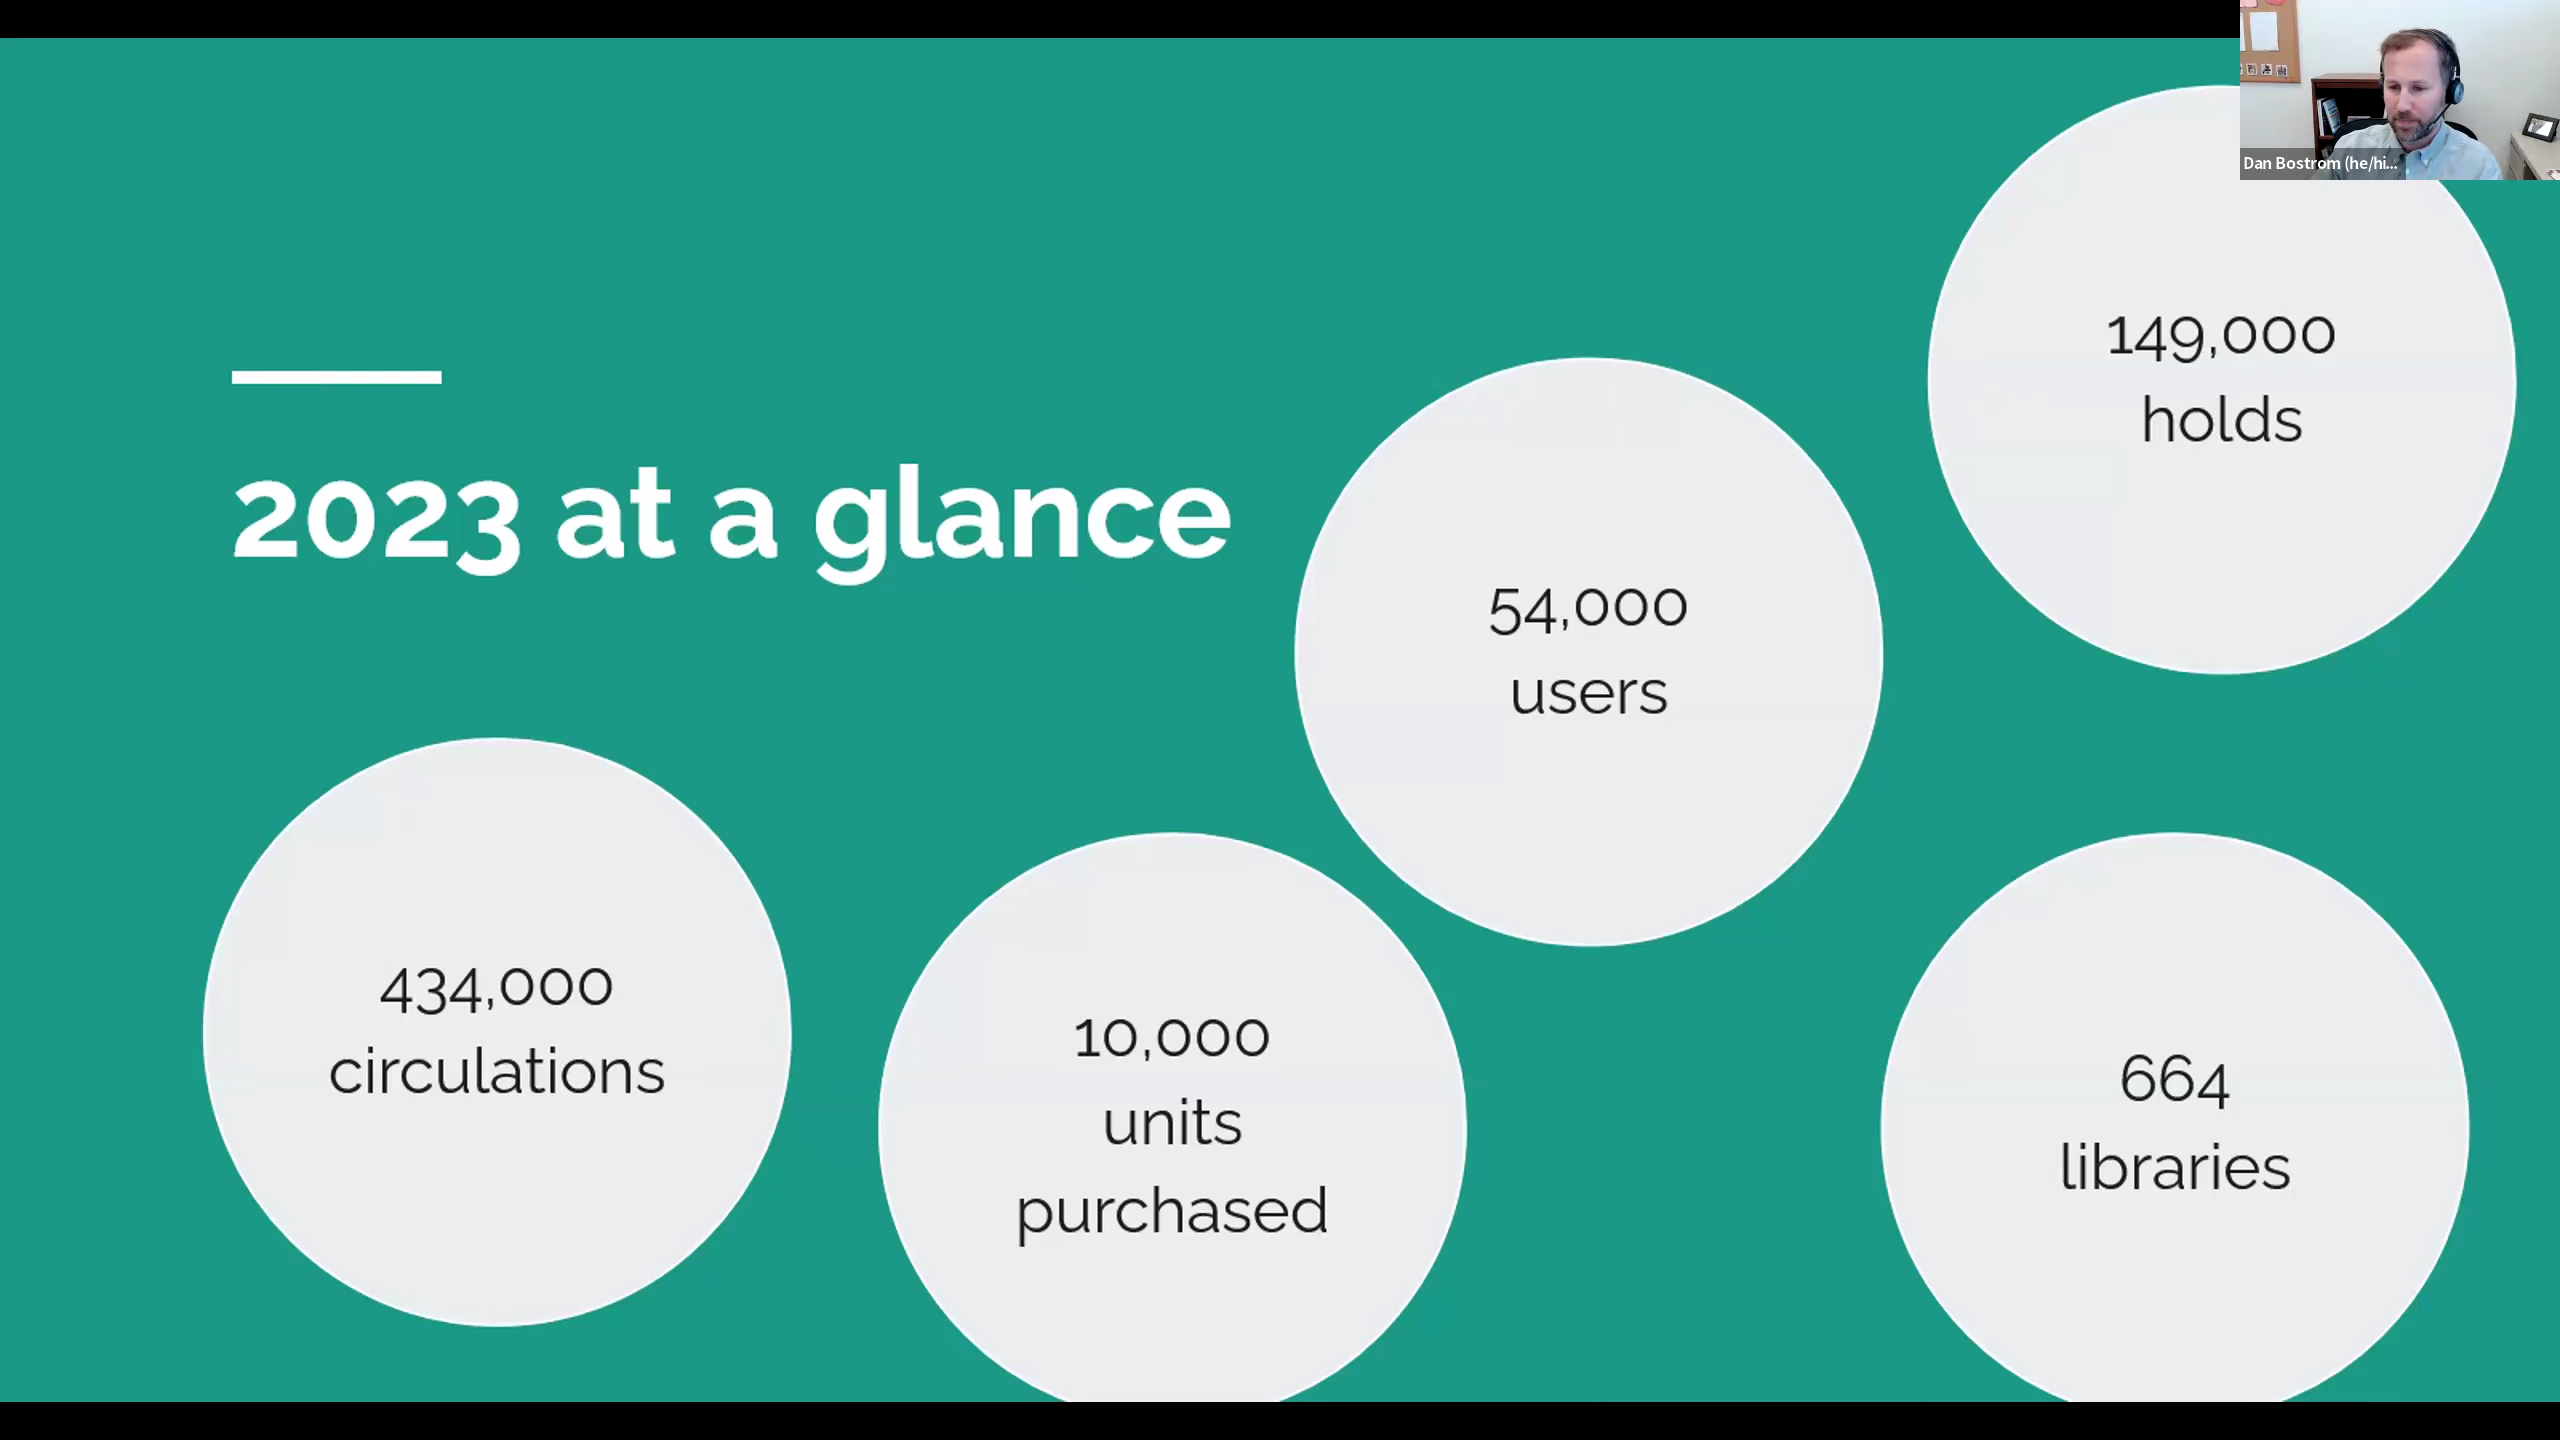 Dan Bostrom (he/hi...
2023 at a glance
149,000
holds
54,000
users
434,000
circulations
10,000
units
purchased
664
libraries